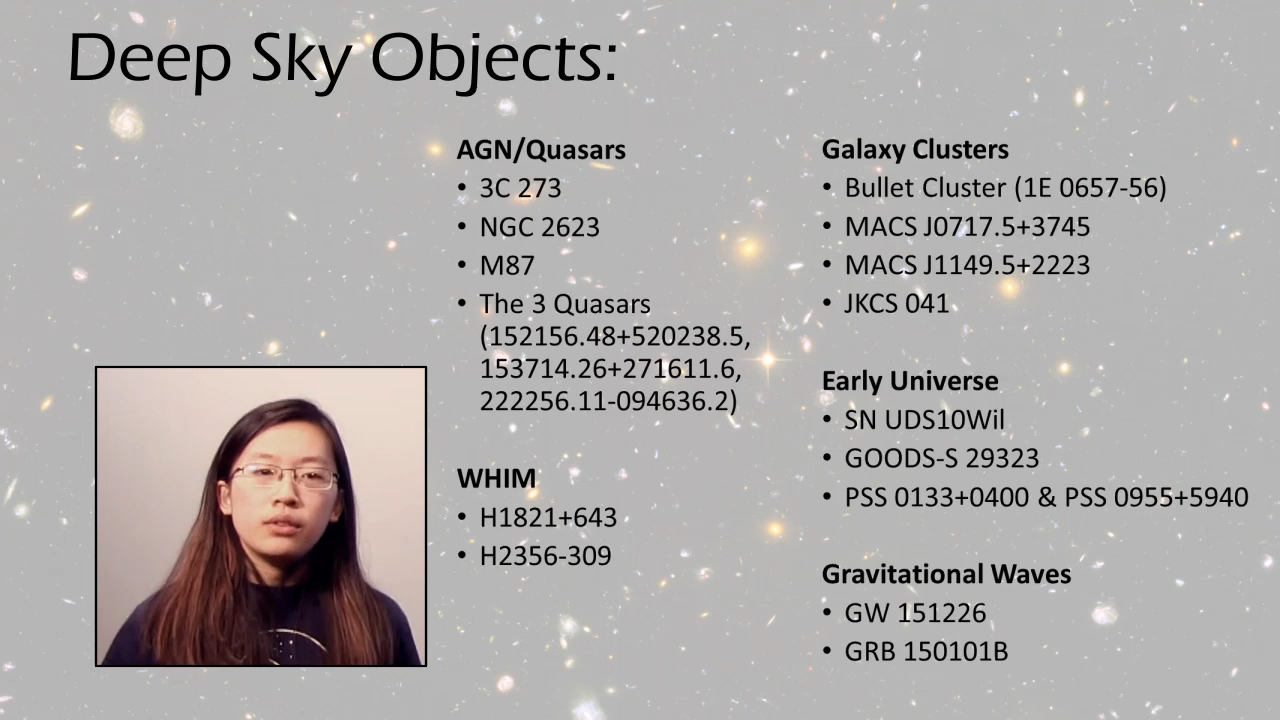 Deep Sky Objects:
AGN/Quasars
• 3C 273
• NGC 2623
• M87
• The 3 Quasars
(152156.48+520238.5,
153714.26+271611.6,
222256.11-094636.2)
WHIM
• H1821+643
• H2356-309
Galaxy Clusters
• Bullet Cluster (1E 0657-56)
• MACS J0717.5+3745
• MACS J1149.5+2223
• JKCS 041
Early Universe
• SN UDS10Wil
• GOODS-S 29323
• PSS 0133+0400 & PSS 0955+5940
Gravitational Waves
• GW 151226
• GRB 150101B